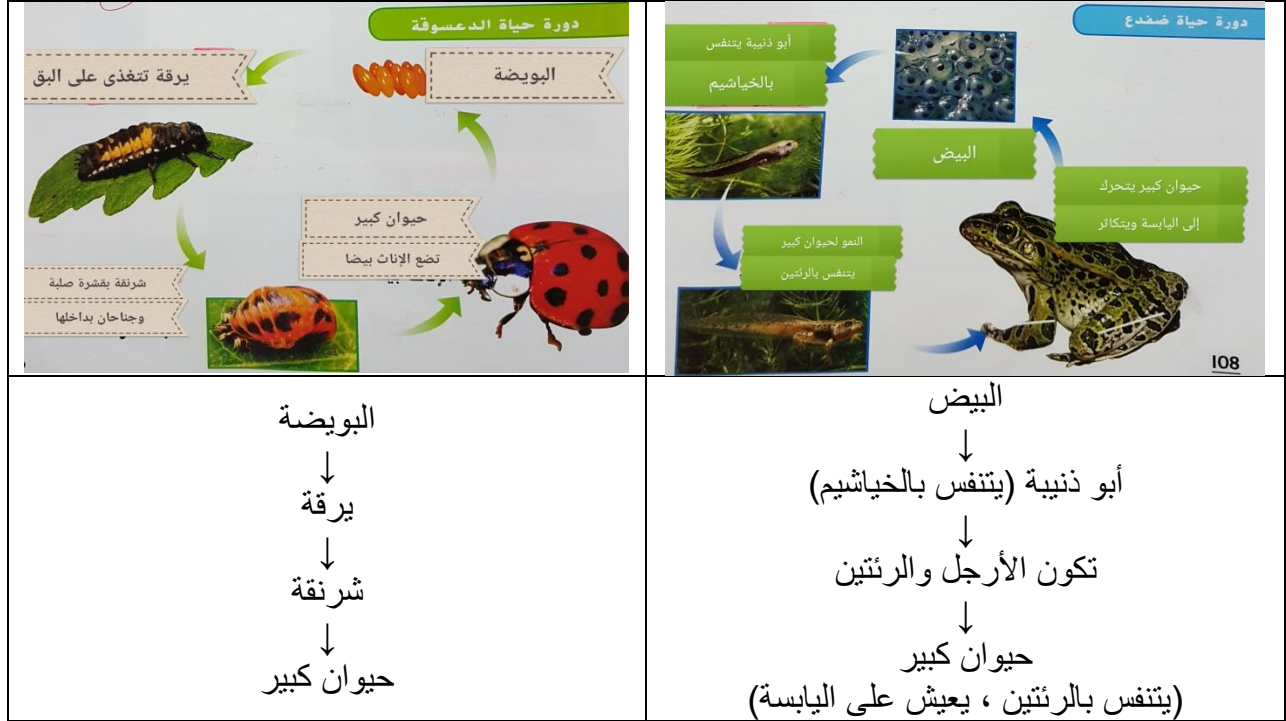 دورة حياة ضفدع
أبو ذنيبة يتنفس
بالخياشيم
البيض
حيوان كبير يتحرك
إلى اليابسة ويتكاثر
النمو لحيوان كبير
يتنفس بالرئتين
108
دورة حياة الدعسوقة
البويضة
يرقة تتغذى على البق
حيوان كبير
تضع الإناث بيضا
شرنقة بقشرة صلبة
وجناحان بداخلها
البيض
↓
أبو ذنيبة (يتنفس بالخياشيم)
↓
تكون الأرجل والرئتين
↓
حيوان كبير
(يتنفس بالرئتين ، يعيش على اليابسة)
البويضة
↓
يرقة
↓
شرنقة
↓
حيوان كبير